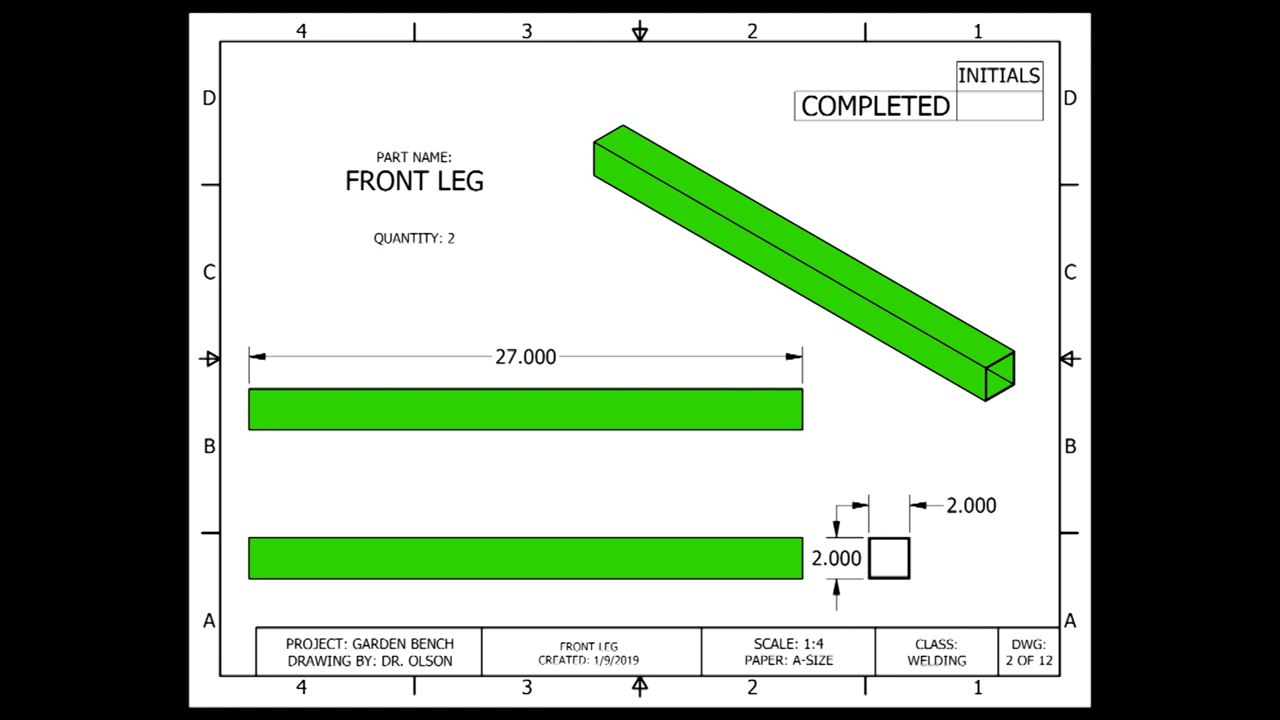 4 3 2 1
D D
INITIALS
COMPLETED
PART NAME:
FRONT LEG
QUANTITY: 2
C C
27.000
B B
2.000
2.000
A A
PROJECT: GARDEN BENCH
DRAWING BY: DR. OLSON
FRONT LEG
CREATED: 1/9/2019
SCALE: 1:4
PAPER: A-SIZE
CLASS:
WELDING
DWG:
2 OF 12
4 3 2 1